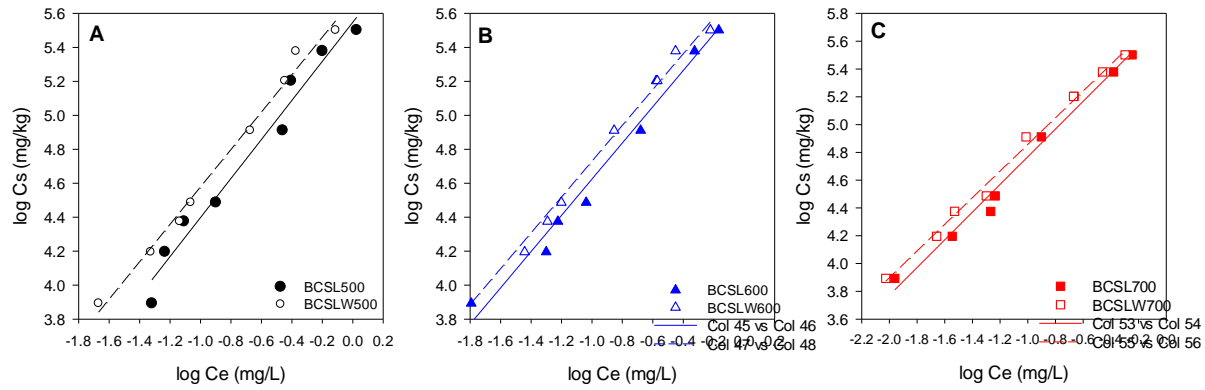 A
log Cs (mg/kg)
5.6
5.4
5.2
5.0
4.8
4.6
4.4
4.2
4.0
3.8
BCSL500
BCSLW500
-1.8 -1.6 -1.4 -1.2 -1.0 -0.8 -0.6 -0.4 -0.2 0.0 0.2
log Ce (mg/L)
B
log Cs (mg/kg)
5.6
5.4
5.2
5.0
4.8
4.6
4.4
4.2
4.0
3.8
BCSL600
BCSLW600
Col 45 vs Col 46
Col 47 vs Col 48
-1.8 -1.6 -1.4 -1.2 -1.0 -0.8 -0.6 -0.4 -0.2 0.0 0.2
log Ce (mg/L)
C
log Cs (mg/kg)
5.8
5.6
5.4
5.2
5.0
4.8
4.6
4.4
4.2
4.0
3.8
3.6
BCSL700
BCSLW700
Col 53 vs Col 54
Col 55 vs Col 56
-2.2 -2.0 -1.8 -1.6 -1.4 -1.2 -1.0 -0.8 -0.6 -0.4 -0.2 0.0
log Ce (mg/L)